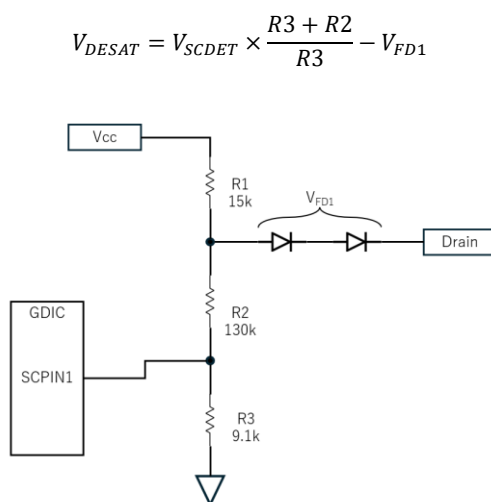 V_DESAT = V_SCDET × (R3 + R2) / R3 − V_FD1
Vcc
R1
15k
V_FD1
Drain
R2
130k
GDIC
SCPIN1
R3
9.1k